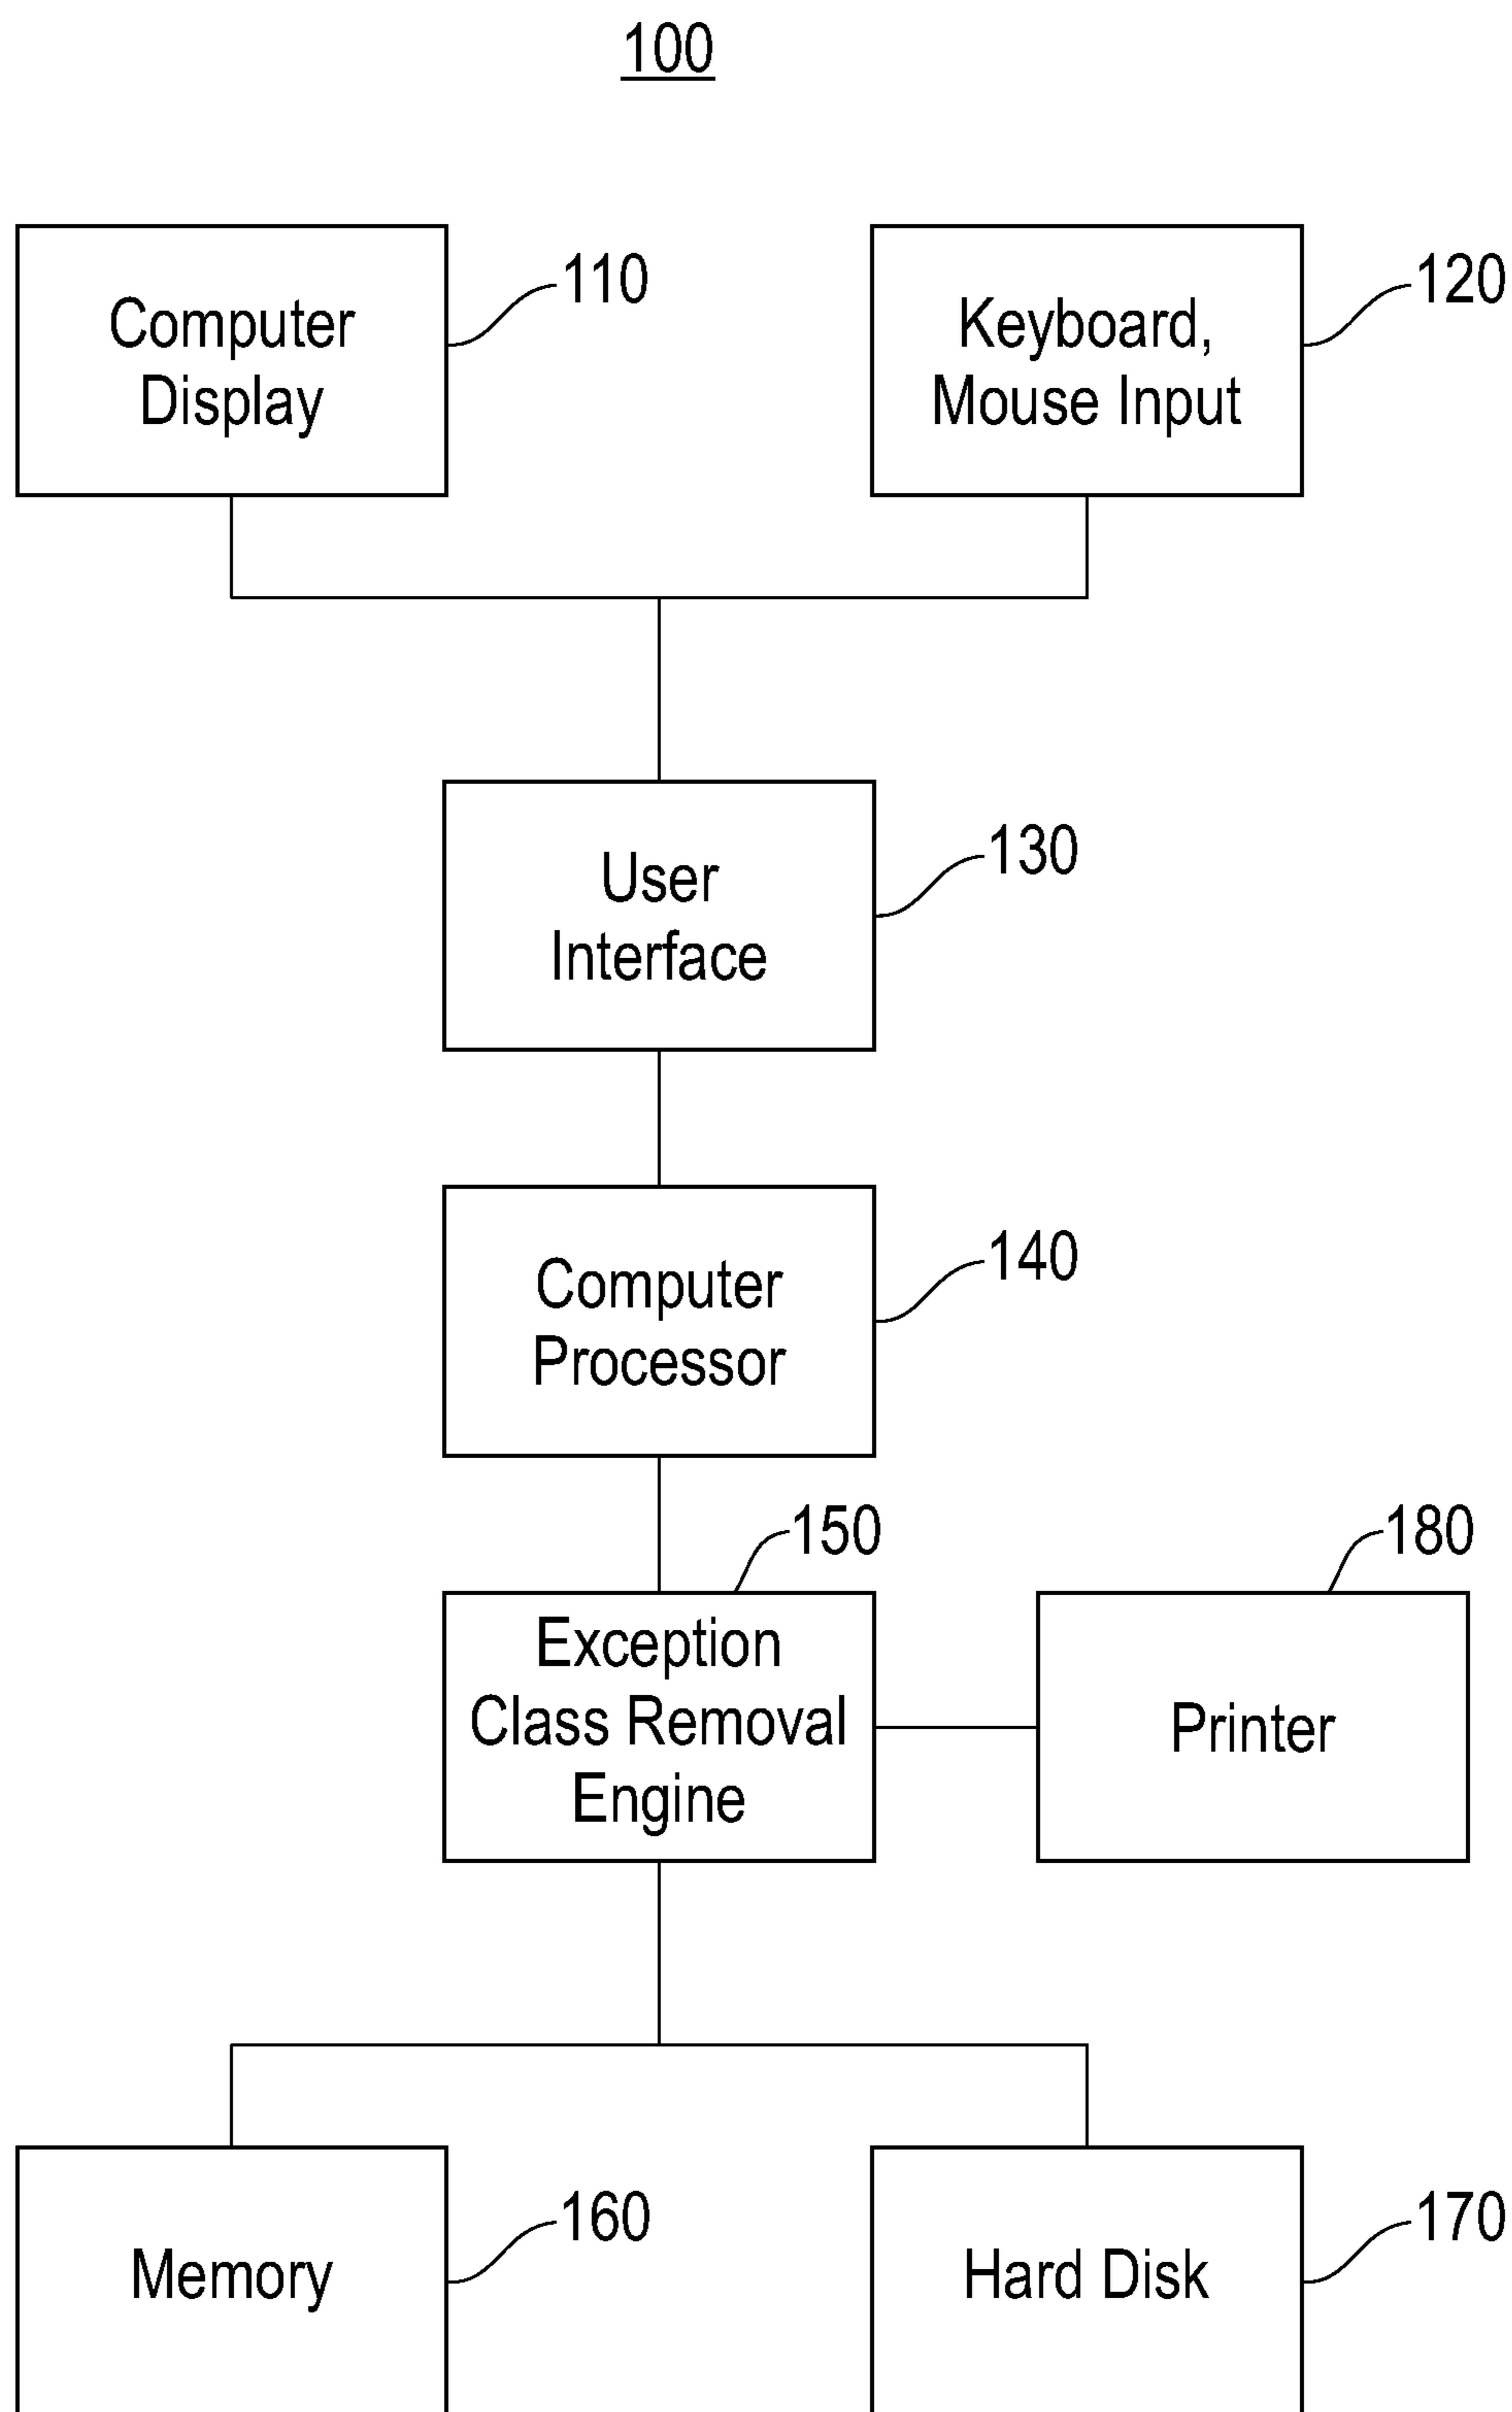 100
Computer
Display
110
Keyboard,
Mouse Input
120
User
Interface
130
Computer
Processor
140
150
Exception
Class Removal
Engine
180
Printer
Memory
160
Hard Disk
170